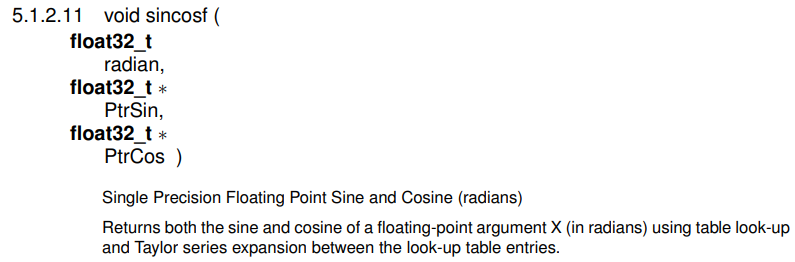 5.1.2.11 void sincosf (
float32_t
radian,
float32_t *
PtrSin,
float32_t *
PtrCos )
Single Precision Floating Point Sine and Cosine (radians)
Returns both the sine and cosine of a floating-point argument X (in radians) using table look-up
and Taylor series expansion between the look-up table entries.